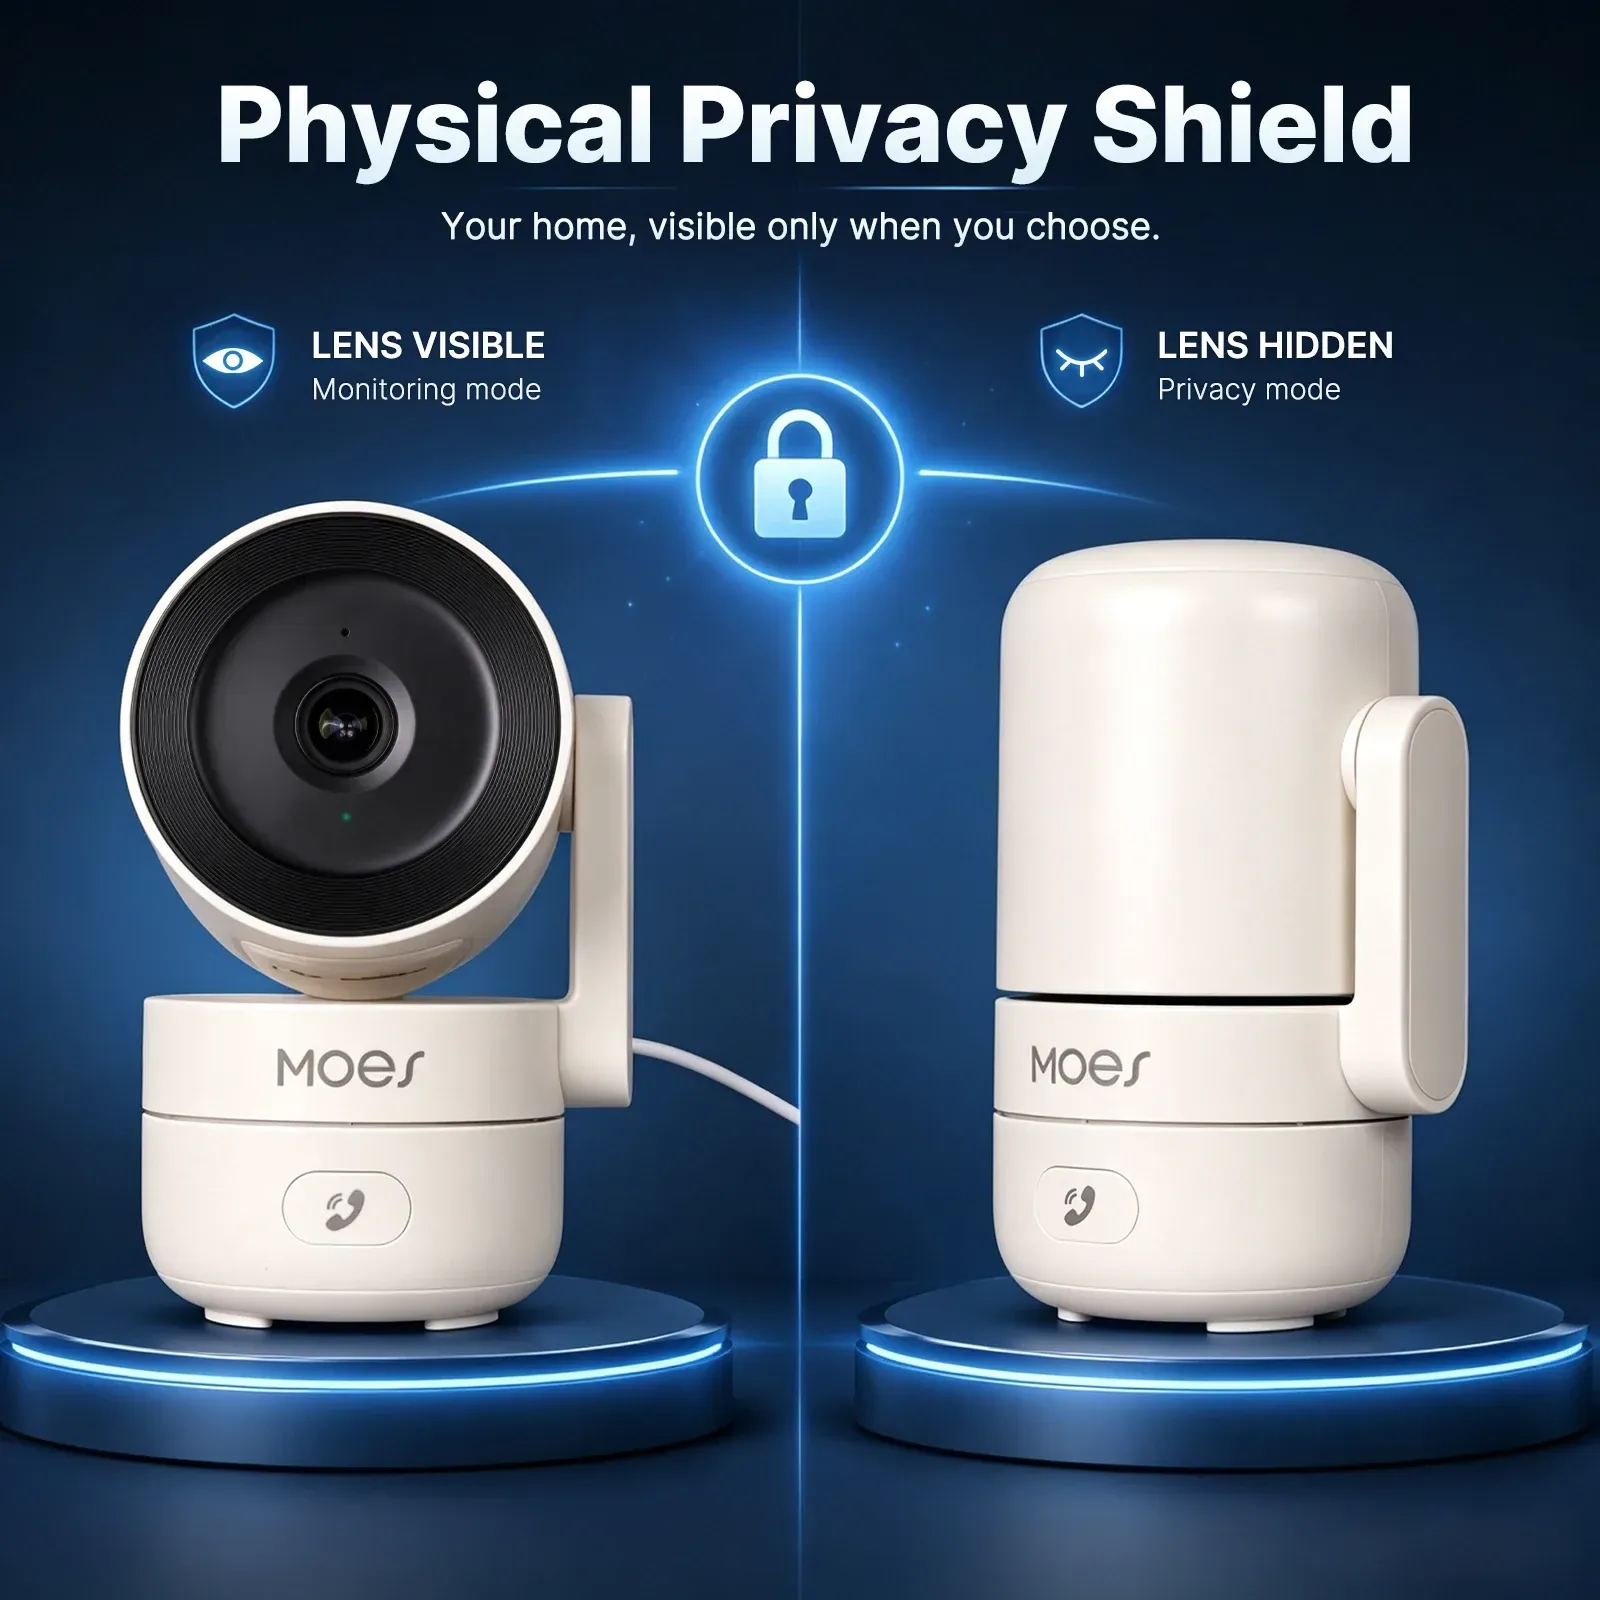 Physical Privacy Shield
Your home, visible only when you choose.
LENS VISIBLE
Monitoring mode
LENS HIDDEN
Privacy mode
MOES
MOES